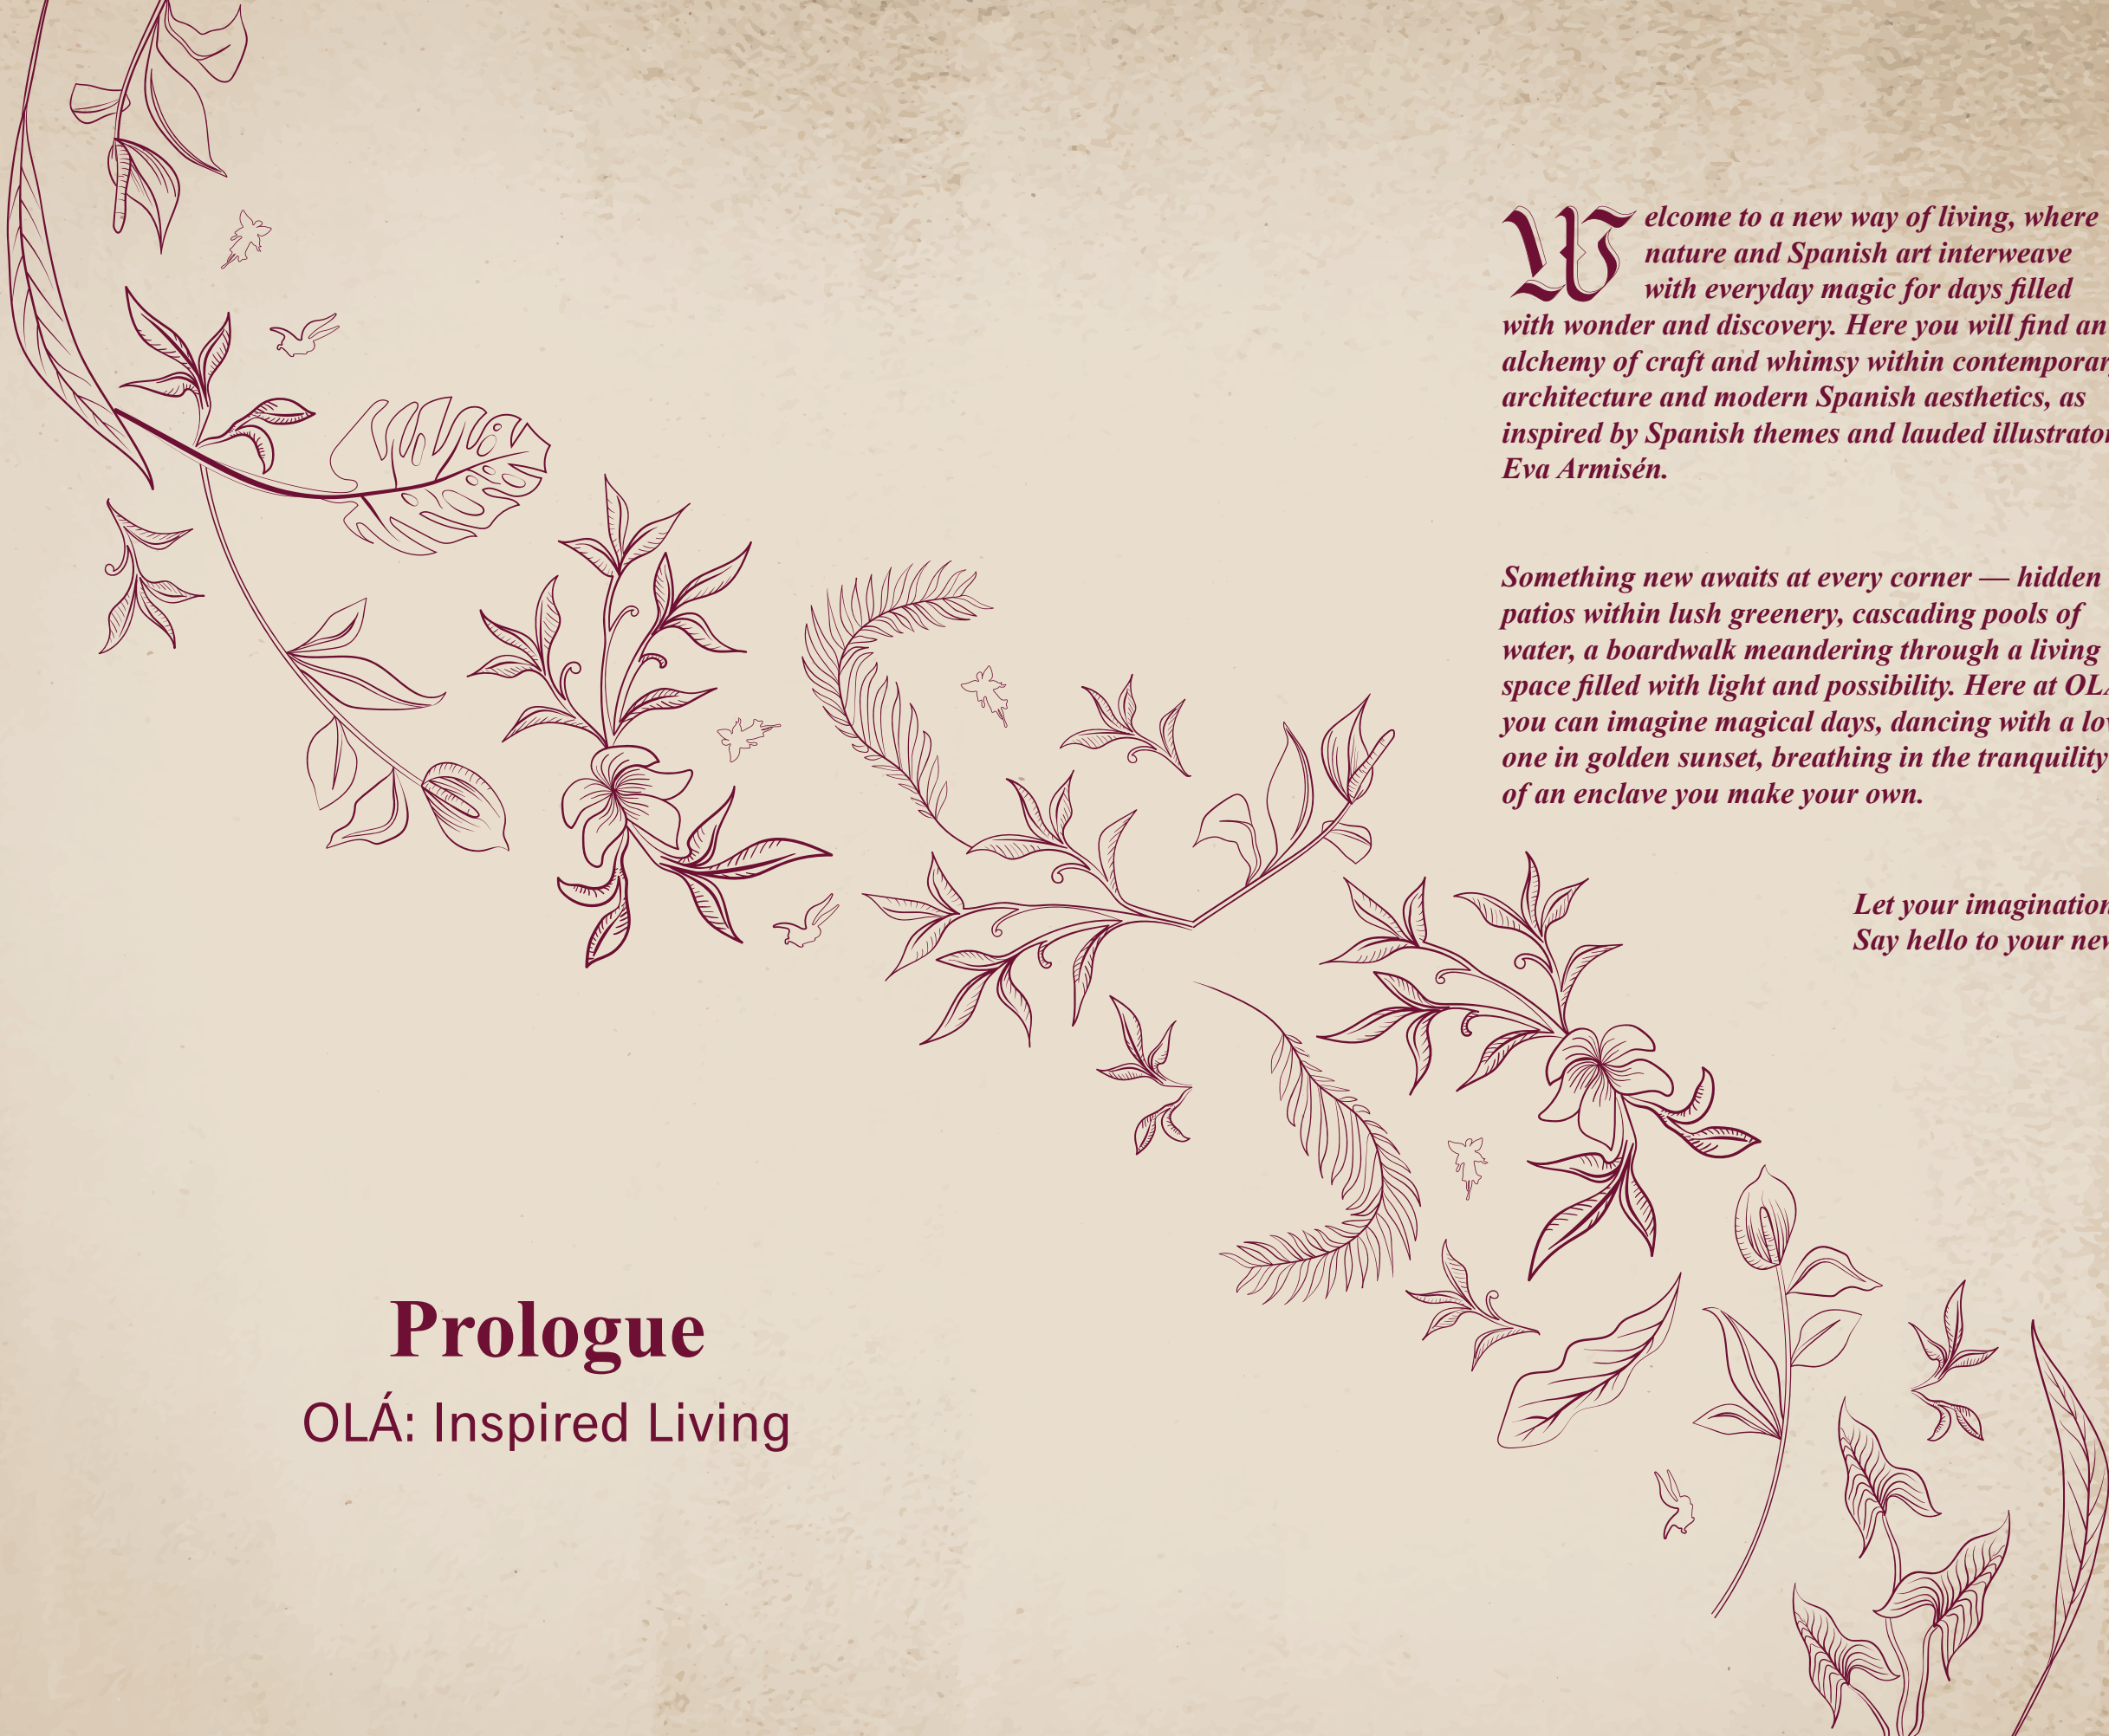 Welcome to a new way of living, where
nature and Spanish art interweave
with everyday magic for days filled
with wonder and discovery. Here you will find an
alchemy of craft and whimsy within
architecture and modern Spanish aesthetics, as
inspired by Spanish themes and lauded
Eva Armisén.
Something new awaits at every corner — hidden
patios within lush greenery, cascading pools of
water, a boardwalk meandering through a living
space filled with light and possibility. Here at
you can imagine magical days, dancing with a
one in golden sunset, breathing in the tranquility
of an enclave you make your own.
Let your imagination
Say hello to your
Prologue
OLÁ: Inspired Living